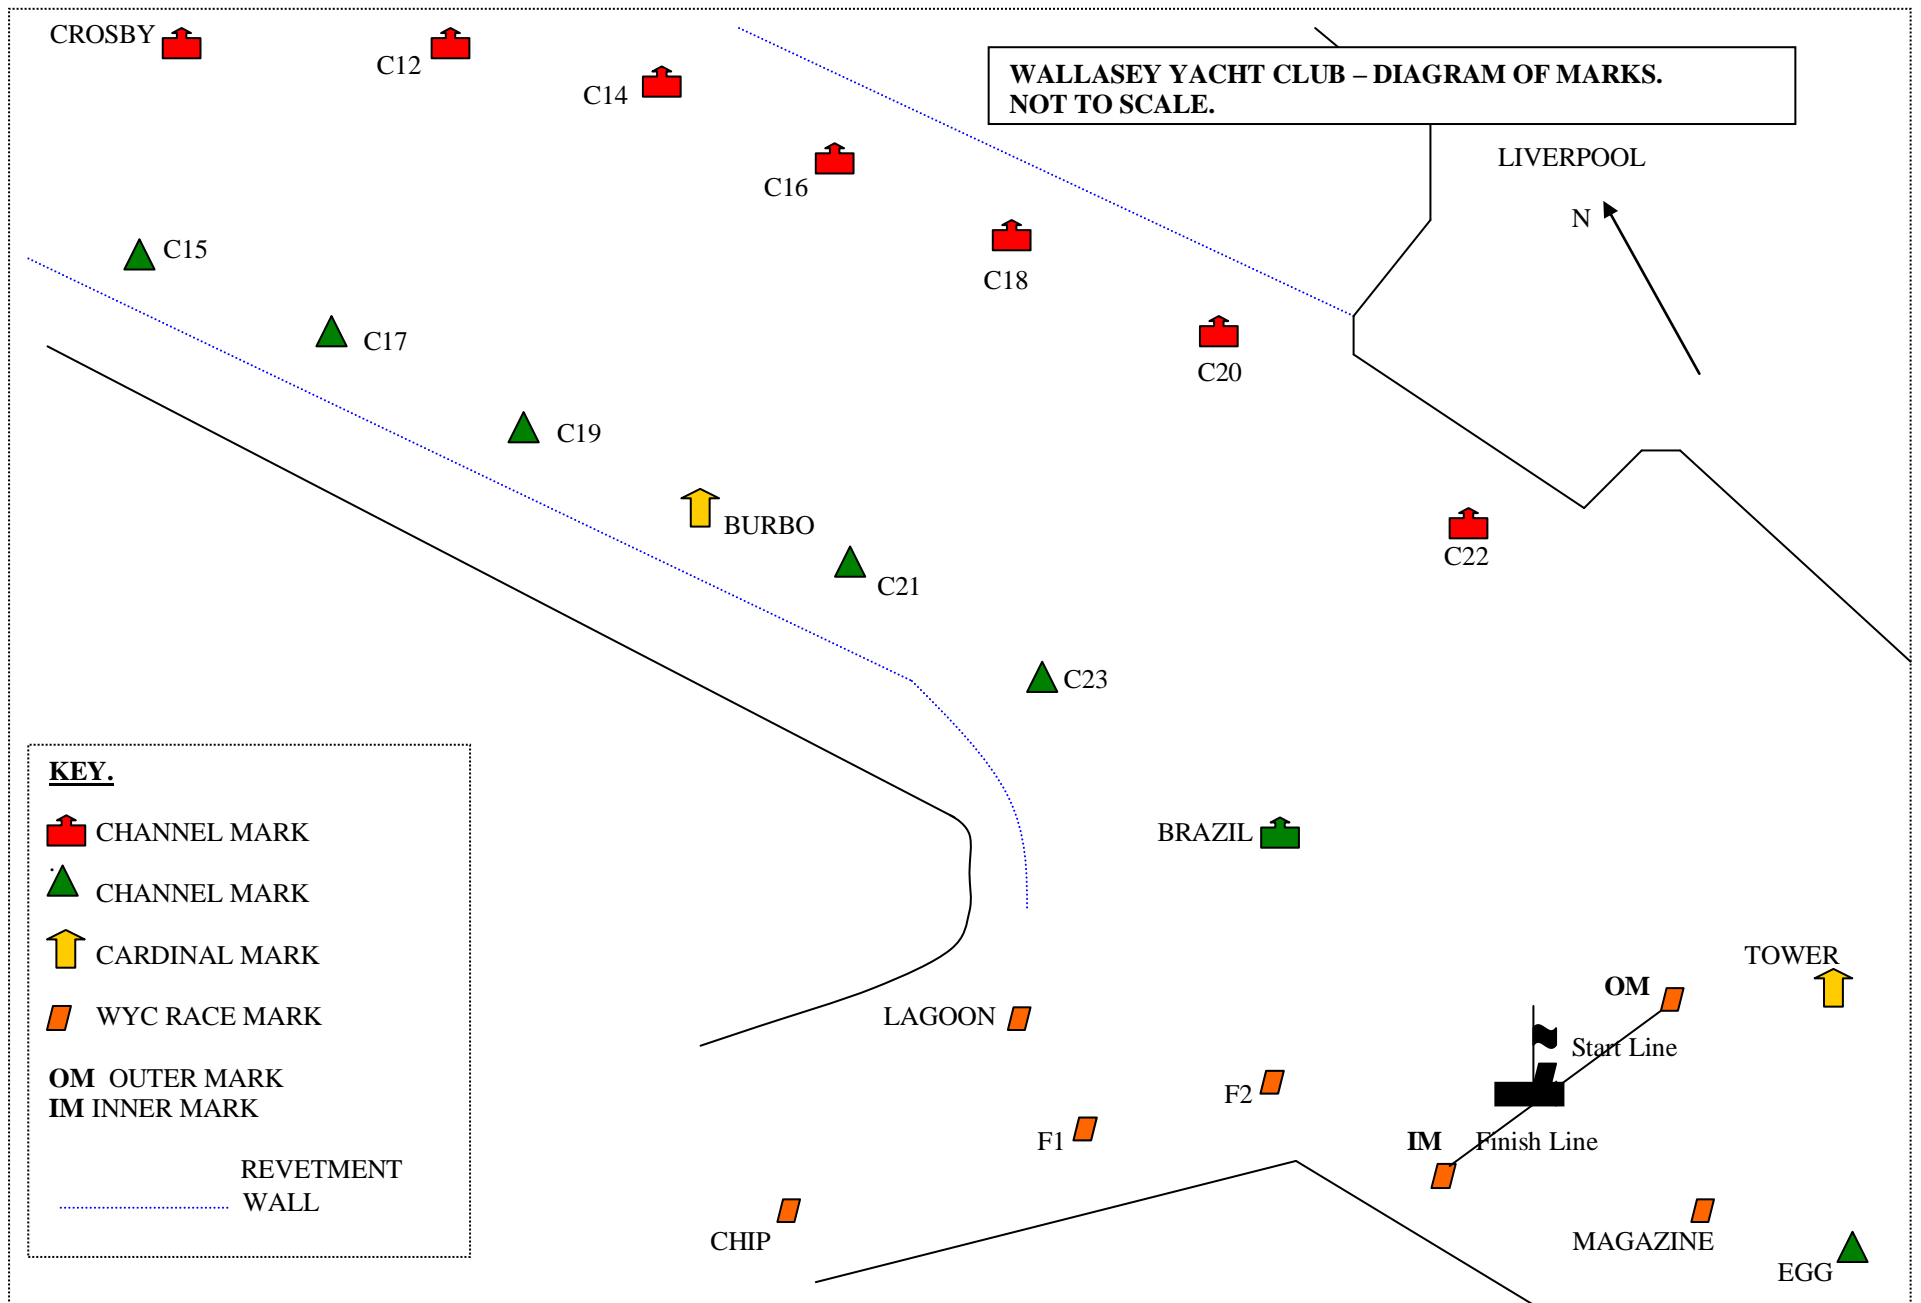 CROSBY
C12
C14
WALLASEY YACHT CLUB – DIAGRAM OF MARKS.
NOT TO SCALE.
LIVERPOOL
C16
N
C15
C18
C17
C20
C19
BURBO
C22
C21
C23
KEY.
CHANNEL MARK
CHANNEL MARK
CARDINAL MARK
WYC RACE MARK
OM OUTER MARK
IM INNER MARK
REVETMENT
WALL
BRAZIL
TOWER
OM
LAGOON
Start Line
F2
F1
IM Finish Line
CHIP
MAGAZINE
EGG